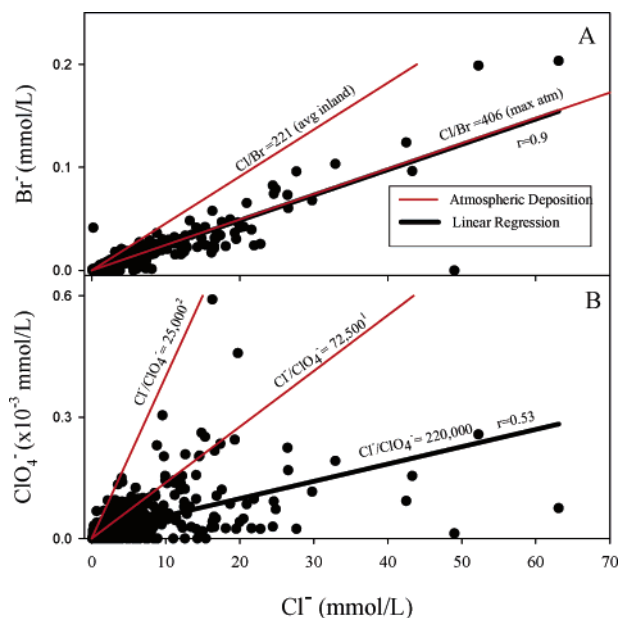 A
0.2
Br⁻ (mmol/L)
0.1
0.0
Cl/Br =221 (avg inland)
Cl/Br =406 (max atm)
r=0.9
Atmospheric Deposition
Linear Regression
B
0.6
ClO₄⁻ (x10⁻³ mmol/L)
0.3
0.0
Cl⁻/ClO₄⁻= 25,000²
Cl⁻/ClO₄⁻= 72,500¹
Cl⁻/ClO₄⁻= 220,000
r=0.53
0 10 20 30 40 50 60 70
Cl⁻ (mmol/L)